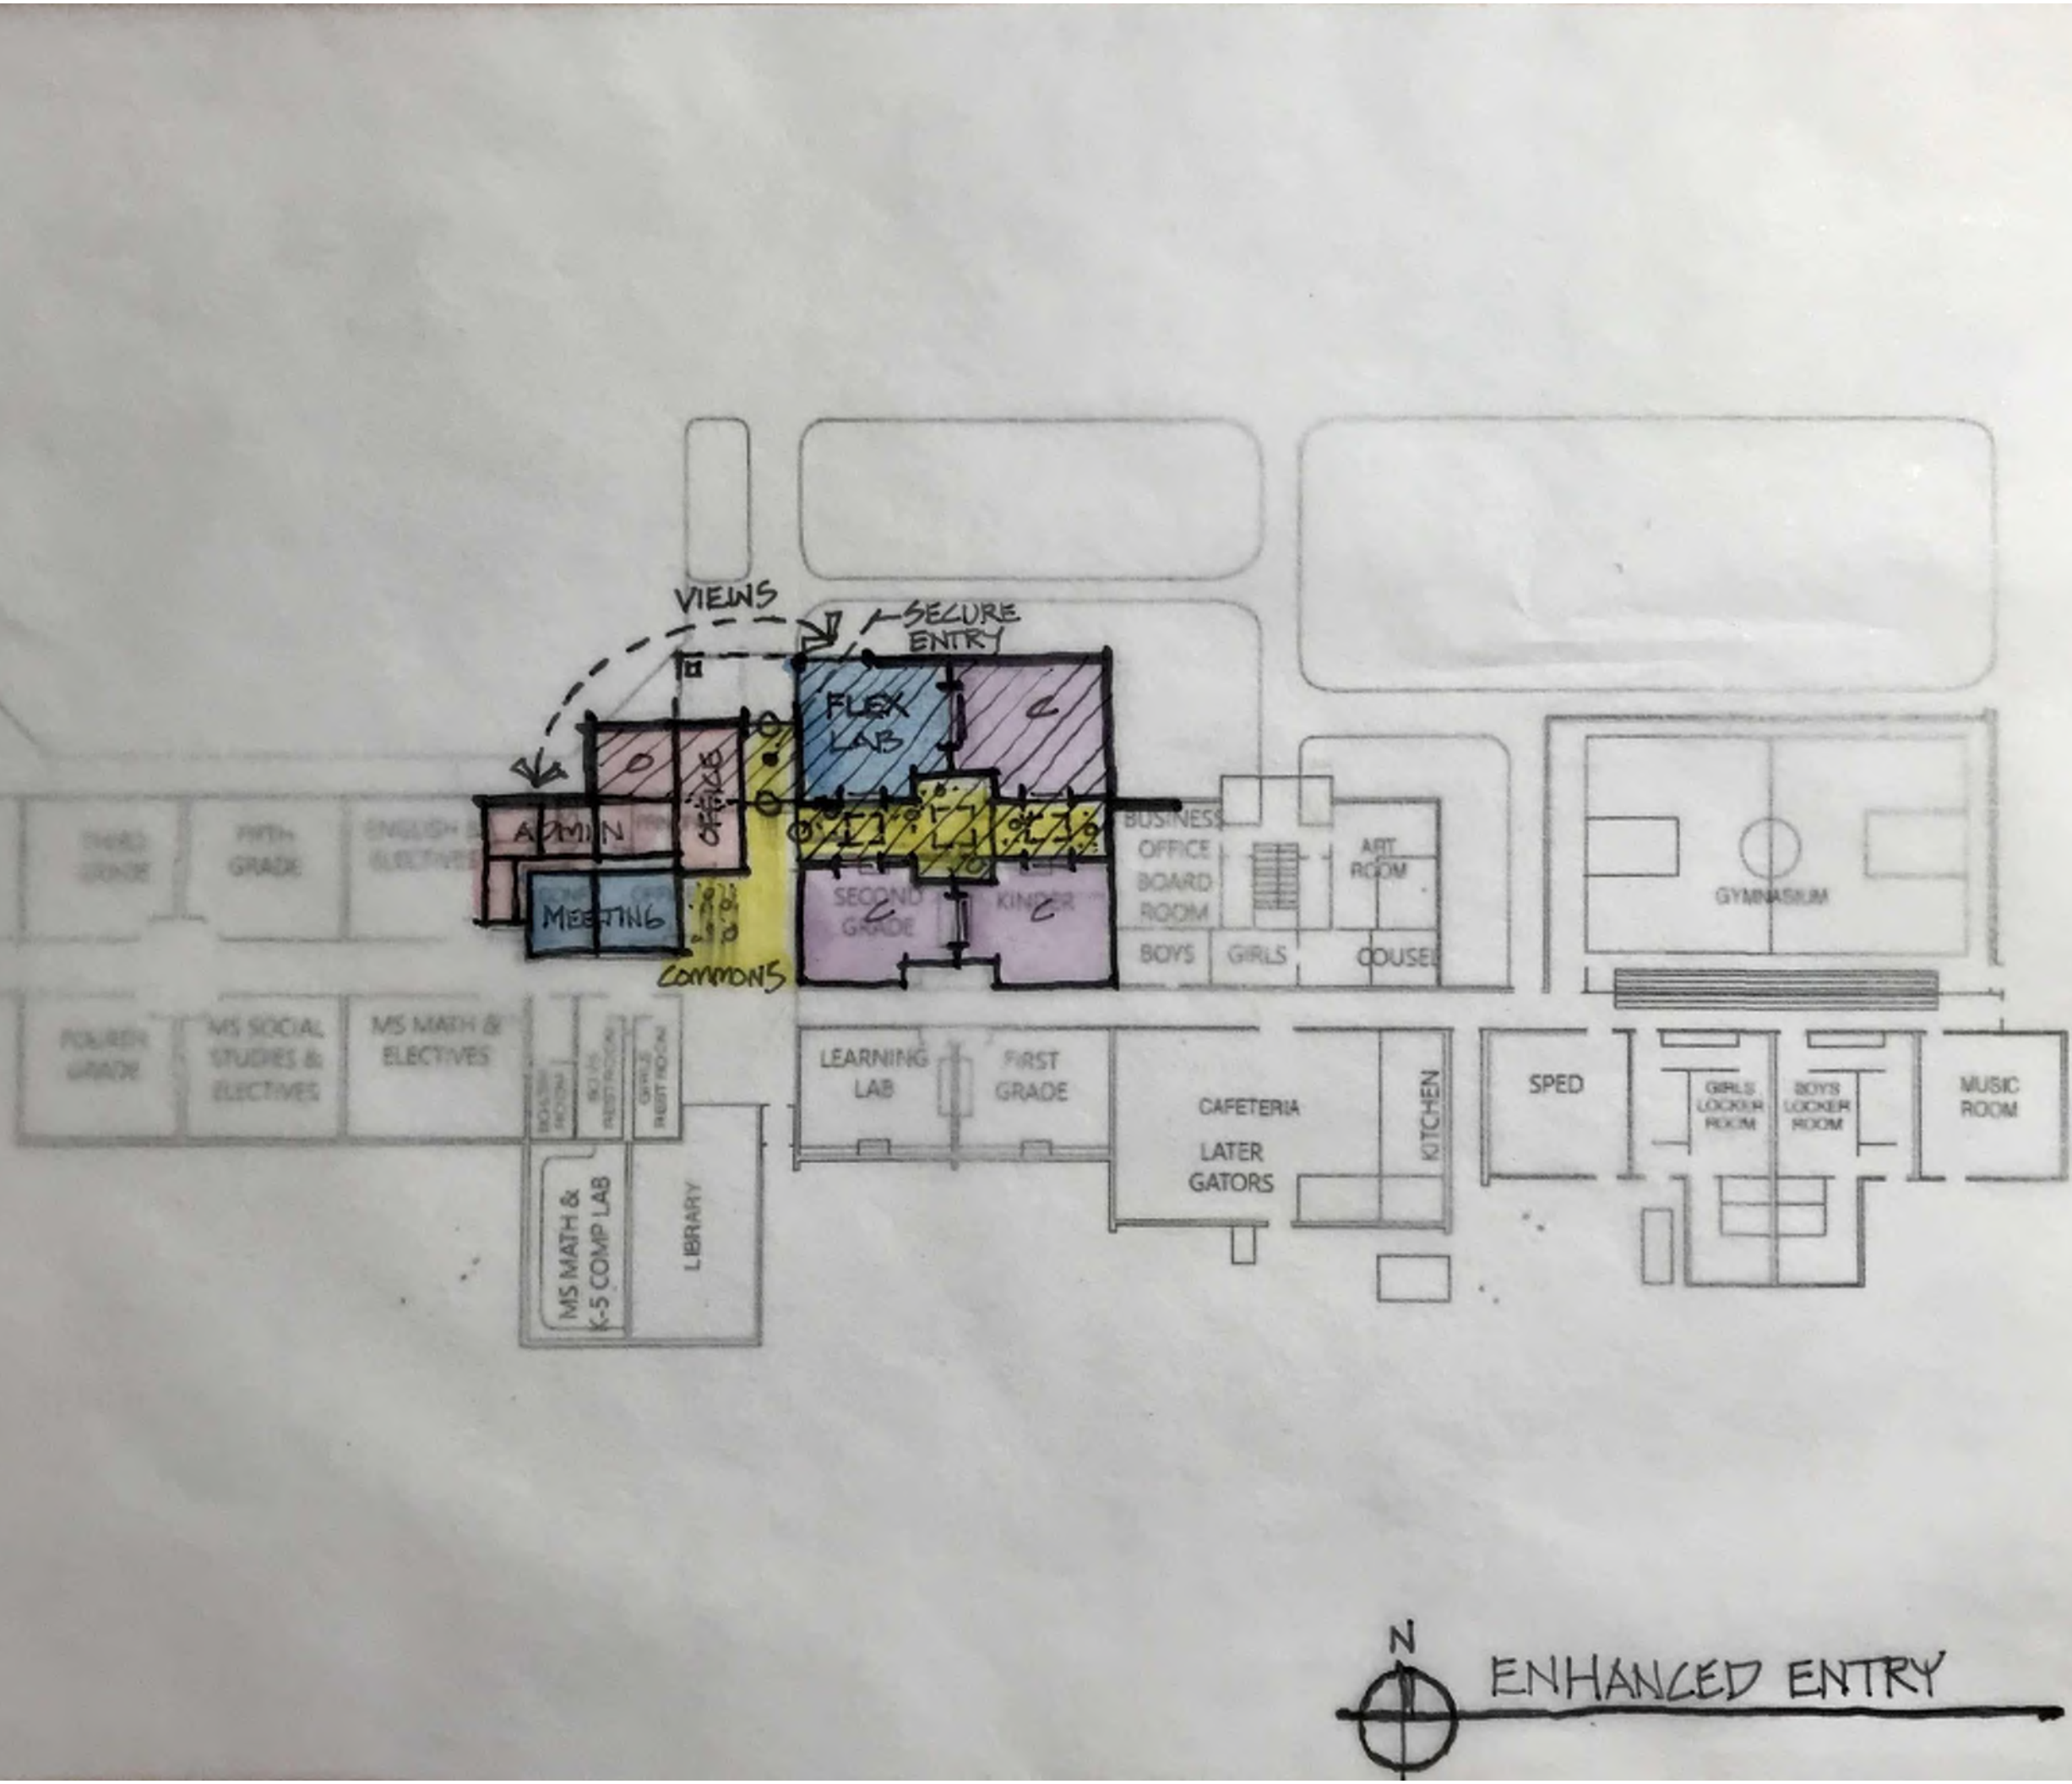 VIEWS
SECURE
ENTRY
FLEX
LAB
C
O
OFFICE
ADMIN
MEETING
COMMONS
SECOND
GRADE
C
KINDER
C
THIRD
GRADE
FIFTH
GRADE
ENGLISH &
ELECTIVES
BUSINESS
OFFICE
BOARD
ROOM
ART
ROOM
BOYS
GIRLS
COUSEL
GYMNASIUM
FOURTH
GRADE
MS SOCIAL
STUDIES &
ELECTIVES
MS MATH &
ELECTIVES
BOYS
RESTROOM
GIRLS
RESTROOM
LEARNING
LAB
FIRST
GRADE
CAFETERIA
LATER
GATORS
KITCHEN
SPED
GIRLS
LOCKER
ROOM
BOYS
LOCKER
ROOM
MUSIC
ROOM
MS MATH &
K-5 COMP LAB
LIBRARY
N
ENHANCED ENTRY